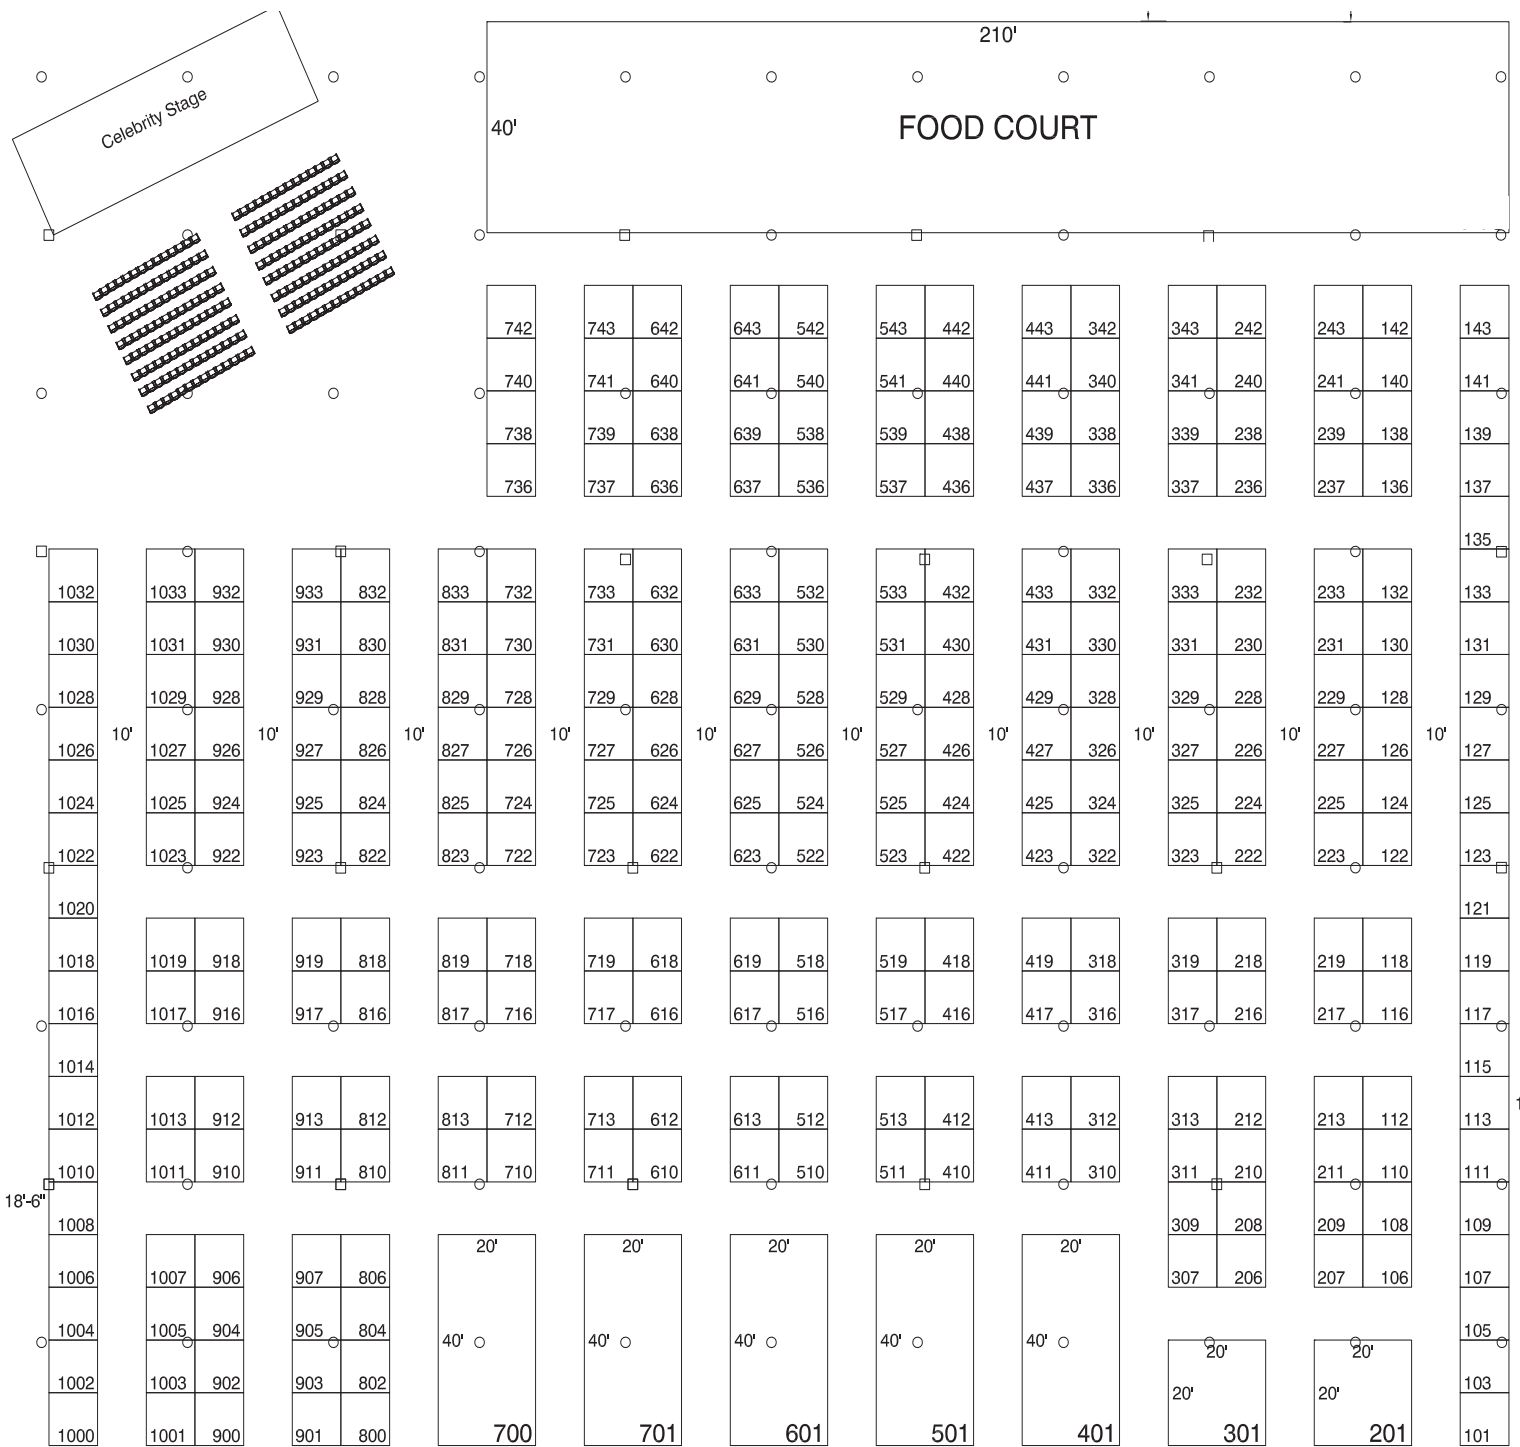 210'
Celebrity Stage
40'
FOOD COURT
742 743 642 643 542 543 442 443 342 343 242 243 142 143
740 741 640 641 540 541 440 441 340 341 240 241 140 141
738 739 638 639 538 539 438 439 338 339 238 239 138 139
736 737 636 637 536 537 436 437 336 337 236 237 136 137
135
1032 1033 932 933 832 833 732 733 632 633 532 533 432 433 332 333 232 233 132 133
1030 1031 930 931 830 831 730 731 630 631 530 531 430 431 330 331 230 231 130 131
1028 1029 928 929 828 829 728 729 628 629 528 529 428 429 328 329 228 229 128 129
10' 10' 10' 10' 10' 10' 10' 10' 10' 10'
1026 1027 926 927 826 827 726 727 626 627 526 527 426 427 326 327 226 227 126 127
1024 1025 924 925 824 825 724 725 624 625 524 525 424 425 324 325 224 225 124 125
1022 1023 922 923 822 823 722 723 622 623 522 523 422 423 322 323 222 223 122 123
1020 121
1018 1019 918 919 818 819 718 719 618 619 518 519 418 419 318 319 218 219 118 119
1016 1017 916 917 816 817 716 717 616 617 516 517 416 417 316 317 216 217 116 117
1014 115
1012 1013 912 913 812 813 712 713 612 613 512 513 412 413 312 313 212 213 112 113
1010 1011 910 911 810 811 710 711 610 611 510 511 410 411 310 311 210 211 110 111
18'-6"
1008 309 208 209 108 109
20' 20' 20' 20' 20'
1006 1007 906 907 806 307 206 207 106 107
1004 1005 904 905 804 40' 40' 40' 40' 40' 105
20' 20'
1002 1003 902 903 802 20' 20' 103
1000 1001 900 901 800 700 701 601 501 401 301 201 101